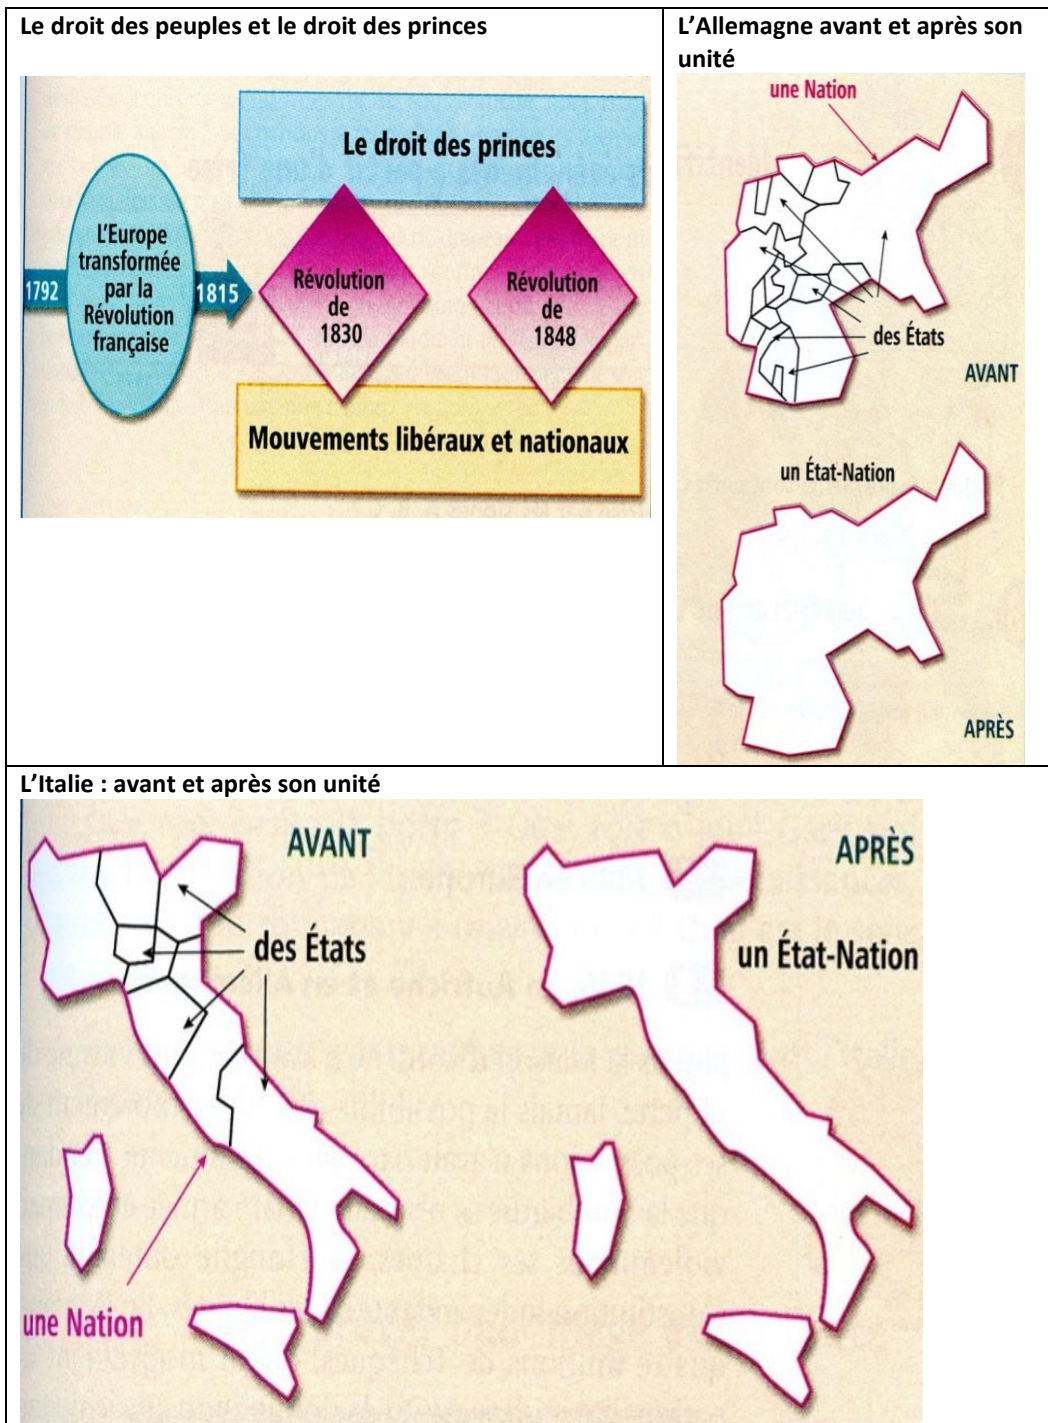 Le droit des peuples et le droit des princes
Le droit des princes
1792
L'Europe
transformée
par la
Révolution
française
1815
Révolution
de
1830
Révolution
de
1848
Mouvements libéraux et nationaux
L'Allemagne avant et après son
unité
une Nation
des États
AVANT
un État-Nation
APRÈS
L'Italie : avant et après son unité
AVANT
des États
une Nation
APRÈS
un État-Nation